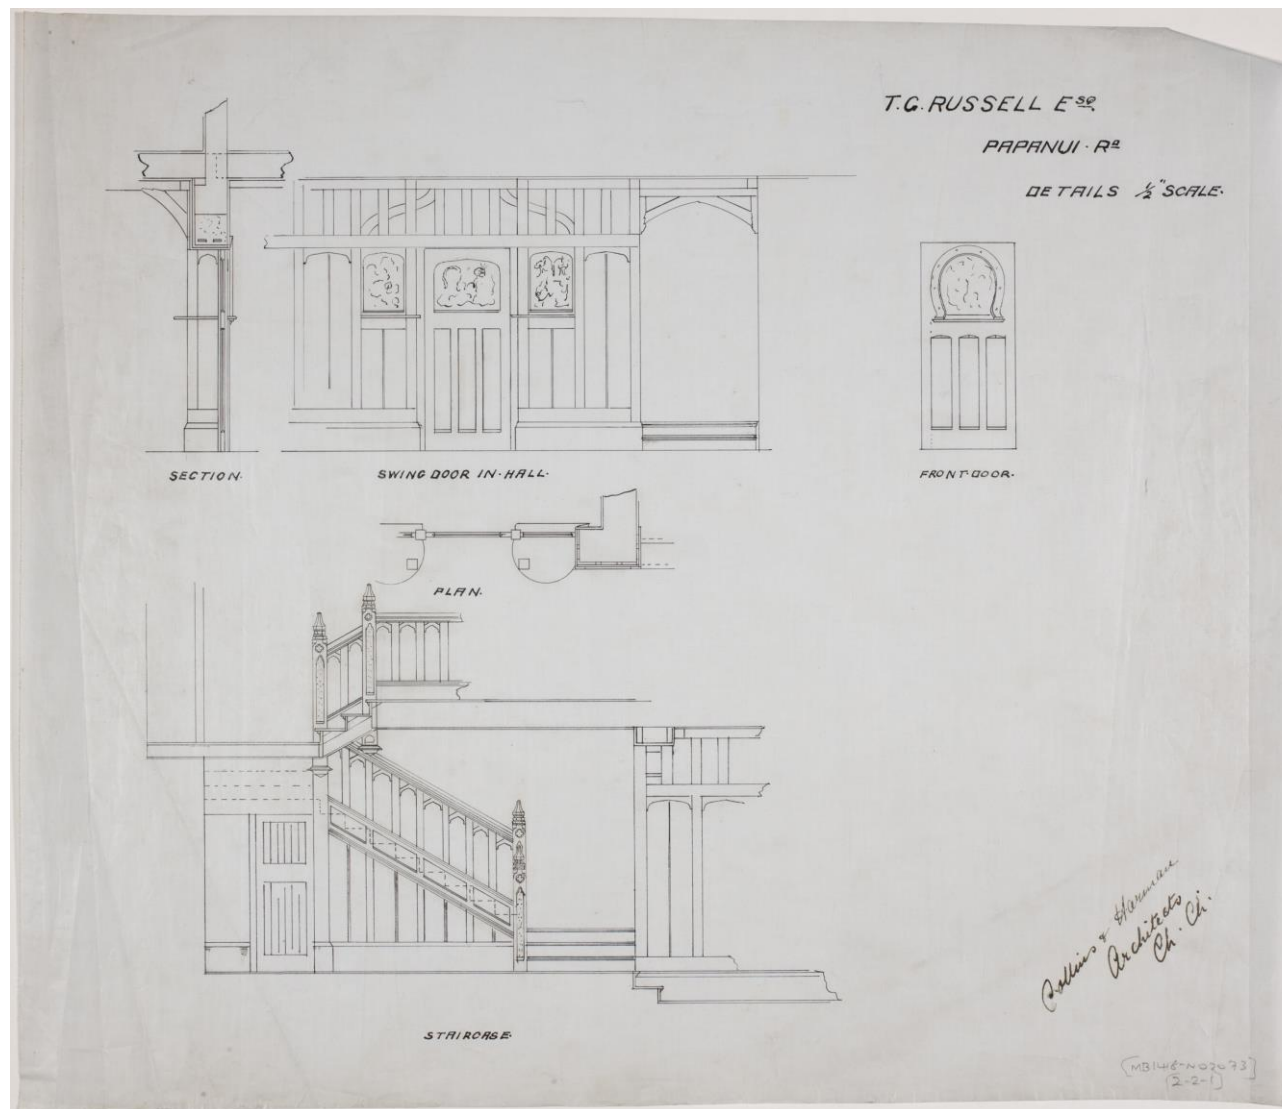 T.G. RUSSELL Esq.
PAPANUI · Rd
DETAILS ½" SCALE.
SECTION.
SWING DOOR IN · HALL.
FRONT · DOOR.
PLAN.
STAIRCASE.
Collins & Harman
Architects
Ch. Ch.
[MB1418-N02073]
[2-2-1]